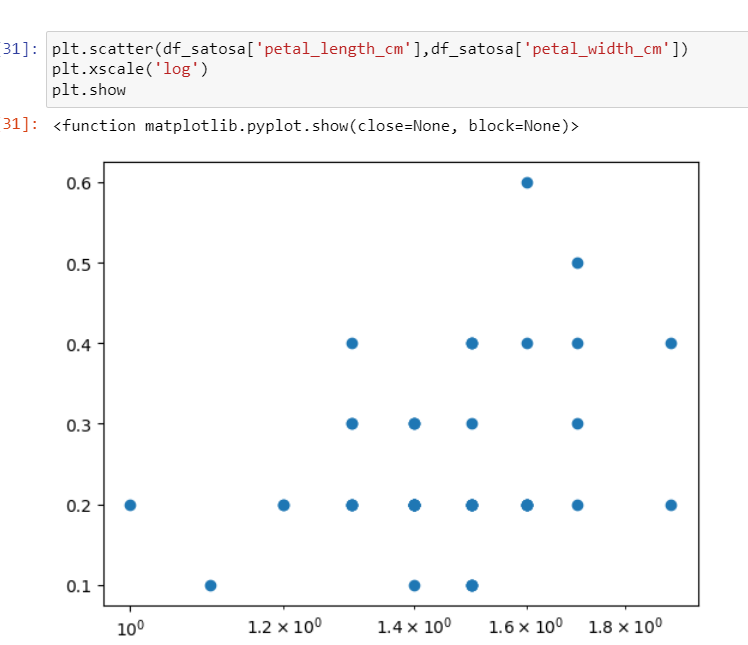 31]: plt.scatter(df_satosa['petal_length_cm'],df_satosa['petal_width_cm'])
plt.xscale('log')
plt.show
31]: <function matplotlib.pyplot.show(close=None, block=None)>
0.6
0.5
0.4
0.3
0.2
0.1
10⁰ 1.2 × 10⁰ 1.4 × 10⁰ 1.6 × 10⁰ 1.8 × 10⁰